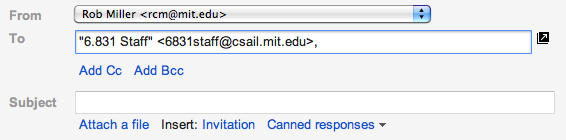 From Rob Miller <rcm@mit.edu>
To "6.831 Staff" <6831staff@csail.mit.edu>,
Add Cc Add Bcc
Subject
Attach a file Insert: Invitation Canned responses